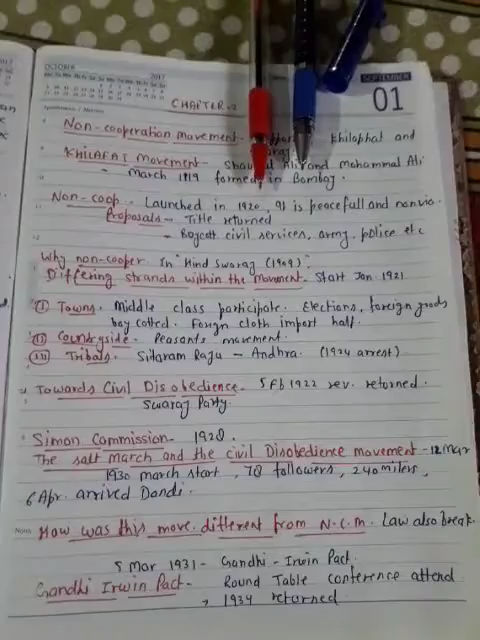 OCTOBER 2017
SEPTEMBER
01
Appointments / Meetings
CHAPTER-2
Non-cooperation movement- Khilaphat and
KHILAFAT Movement- Shaukat Ali and Mohammal Ali
- March 1919 formed in Bombay.
Non-coop. Launched in 1920, It is peacefull and nonvio.
Proposals - Title returned
- Boycott civil services, army, police etc
Why non-cooper In "Hind Swaraj (1909)"
Differing strands within the movement. Start Jan. 1921
(I) Towns. Middle class participate. Elections, foreign goods
boycotted. Foreign cloth import half.
(II) Countryside. Peasants movement.
(III) Tribals. Sitaram Raju - Andhra. (1924 arrest)
Towards Civil Disobedience. 5 Fb 1922 rev. returned.
Swaraj Party.
Simon Commission- 1928.
The salt march and the civil Disobedience movement - 12 Mar
1930 march start, 78 followers, 240 milers,
6 Apr. arrived Dandi.
Notes
How was this move. different from N.C.M. Law also break.
5 Mar 1931- Gandhi - Irwin Pact.
Gandhi Irwin Pact- Round Table conference attend
, 1934 returned